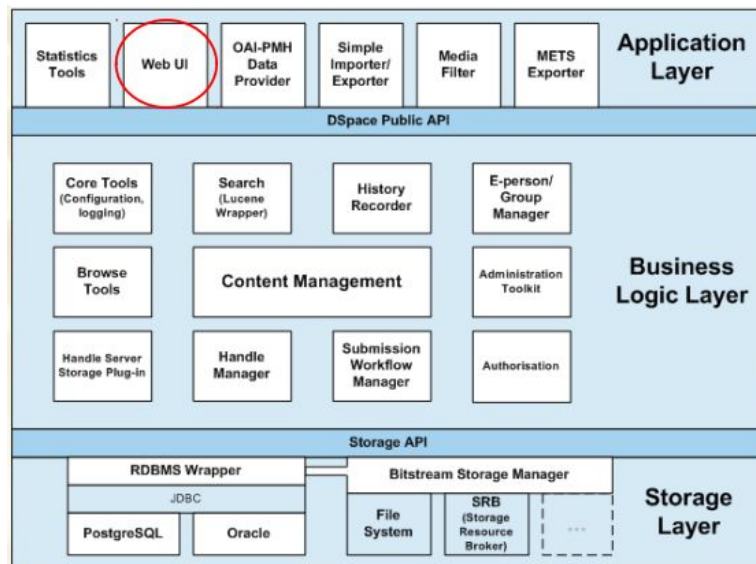 Statistics
Tools
Web UI
OAI-PMH
Data
Provider
Simple
Importer/
Exporter
Media
Filter
METS
Exporter
Application
Layer
DSpace Public API
Core Tools
(Configuration,
logging)
Search
(Lucene
Wrapper)
History
Recorder
E-person/
Group
Manager
Browse
Tools
Content Management
Administration
Toolkit
Business
Logic Layer
Handle Server
Storage Plug-in
Handle
Manager
Submission
Workflow
Manager
Authorisation
Storage API
RDBMS Wrapper
Bitstream Storage Manager
JDBC
PostgreSQL
Oracle
File
System
SRB
(Storage
Resource
Broker)
...
Storage
Layer